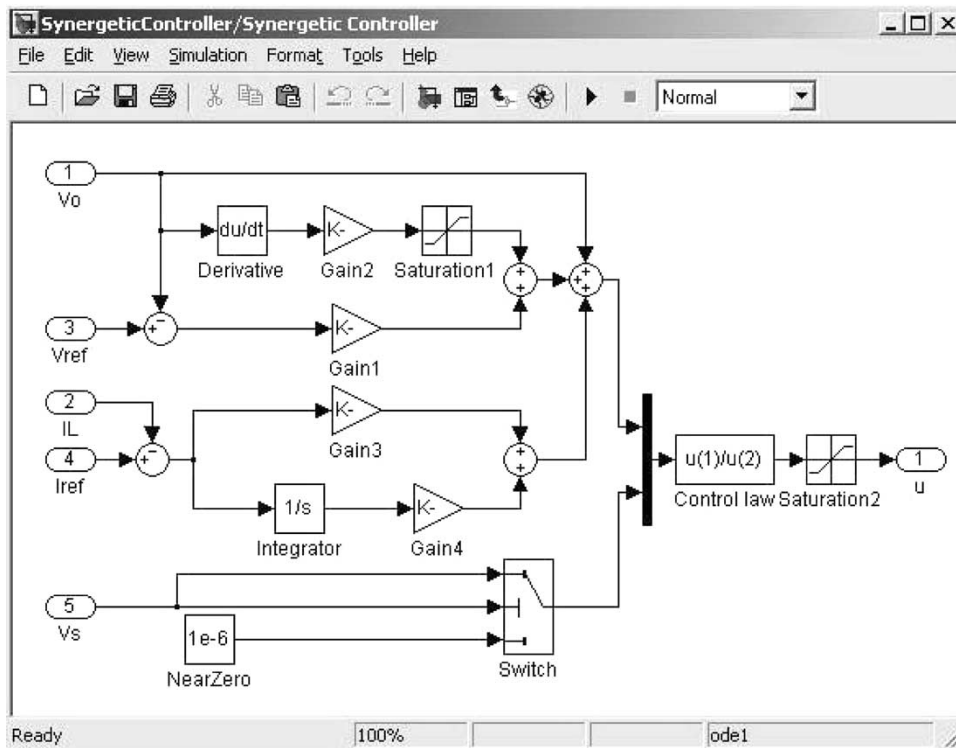 SynergeticController/Synergetic Controller
File Edit View Simulation Format Tools Help
Normal
1
Vo
du/dt
Derivative
K-
Gain2
Saturation1
+
+
+
+
+
3
Vref
+
−
K-
Gain1
2
IL
4
Iref
−
+
K-
Gain3
+
+
1/s
Integrator
K-
Gain4
u(1)/u(2)
Control law
Saturation2
1
u
5
Vs
1e-6
NearZero
Switch
Ready
100%
ode1